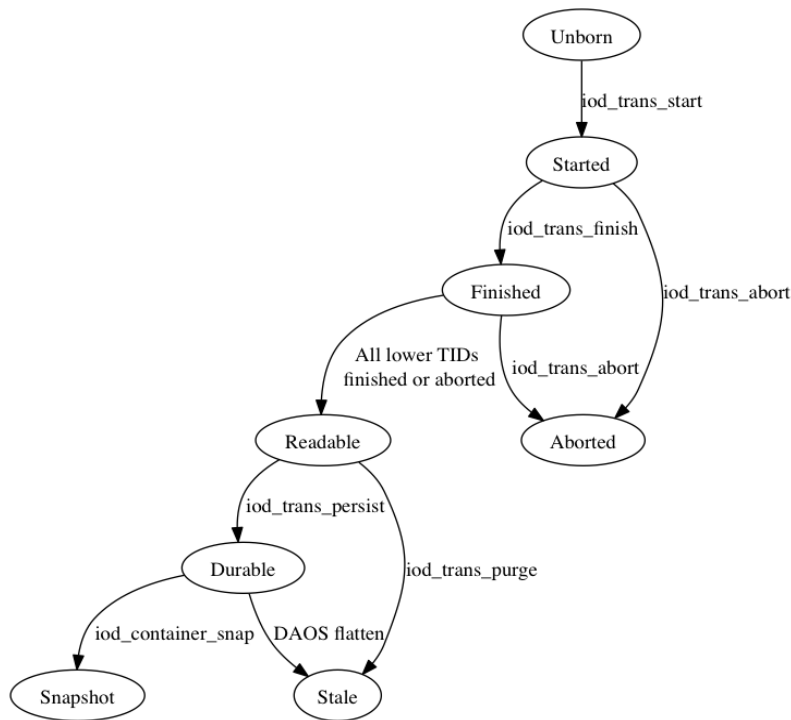 Unborn
iod_trans_start
Started
iod_trans_finish
iod_trans_abort
Finished
All lower TIDs
finished or aborted
iod_trans_abort
Readable
Aborted
iod_trans_persist
iod_trans_purge
Durable
iod_container_snap
DAOS flatten
Snapshot
Stale